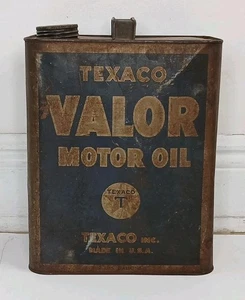 TEXACO
VALOR
MOTOR OIL
TEXACO
T
TEXACO INC.
MADE IN U.S.A.